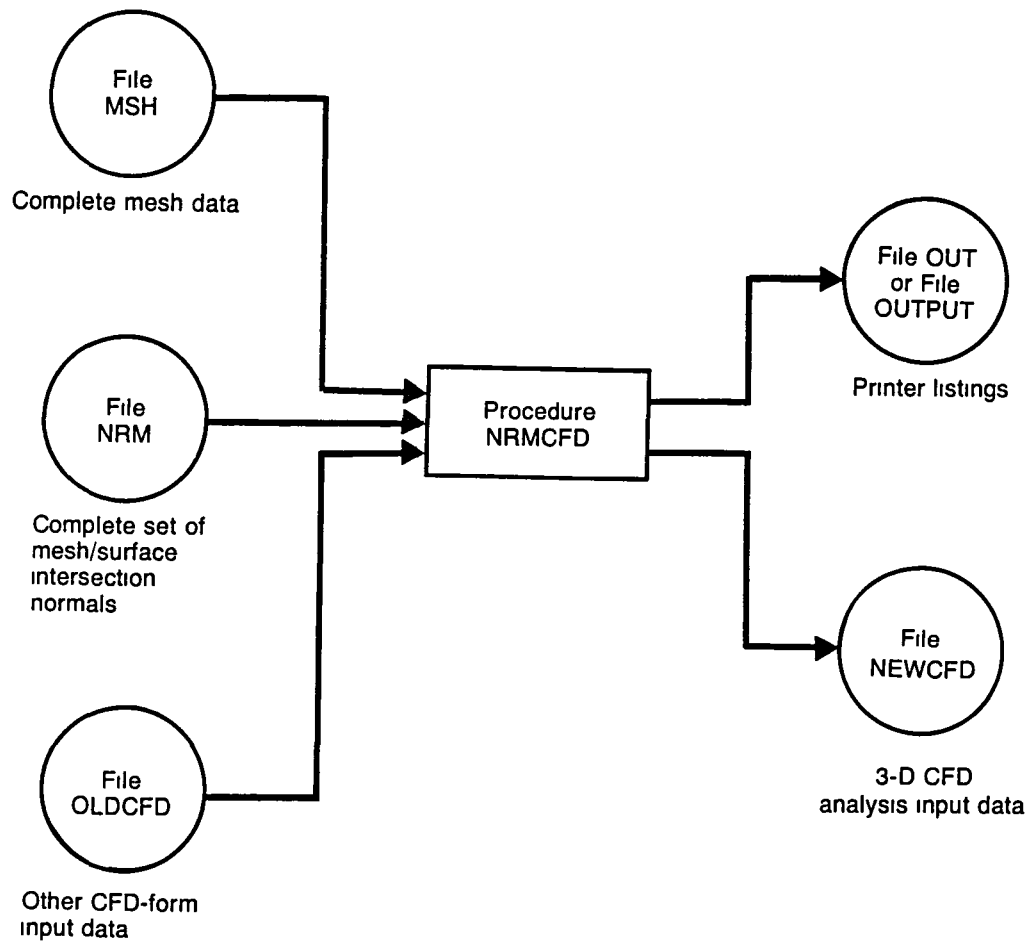 File
MSH
Complete mesh data
File
NRM
Complete set of
mesh/surface
intersection
normals
File
OLDCFD
Other CFD-form
input data
Procedure
NRMCFD
File OUT
or File
OUTPUT
Printer listings
File
NEWCFD
3-D CFD
analysis input data